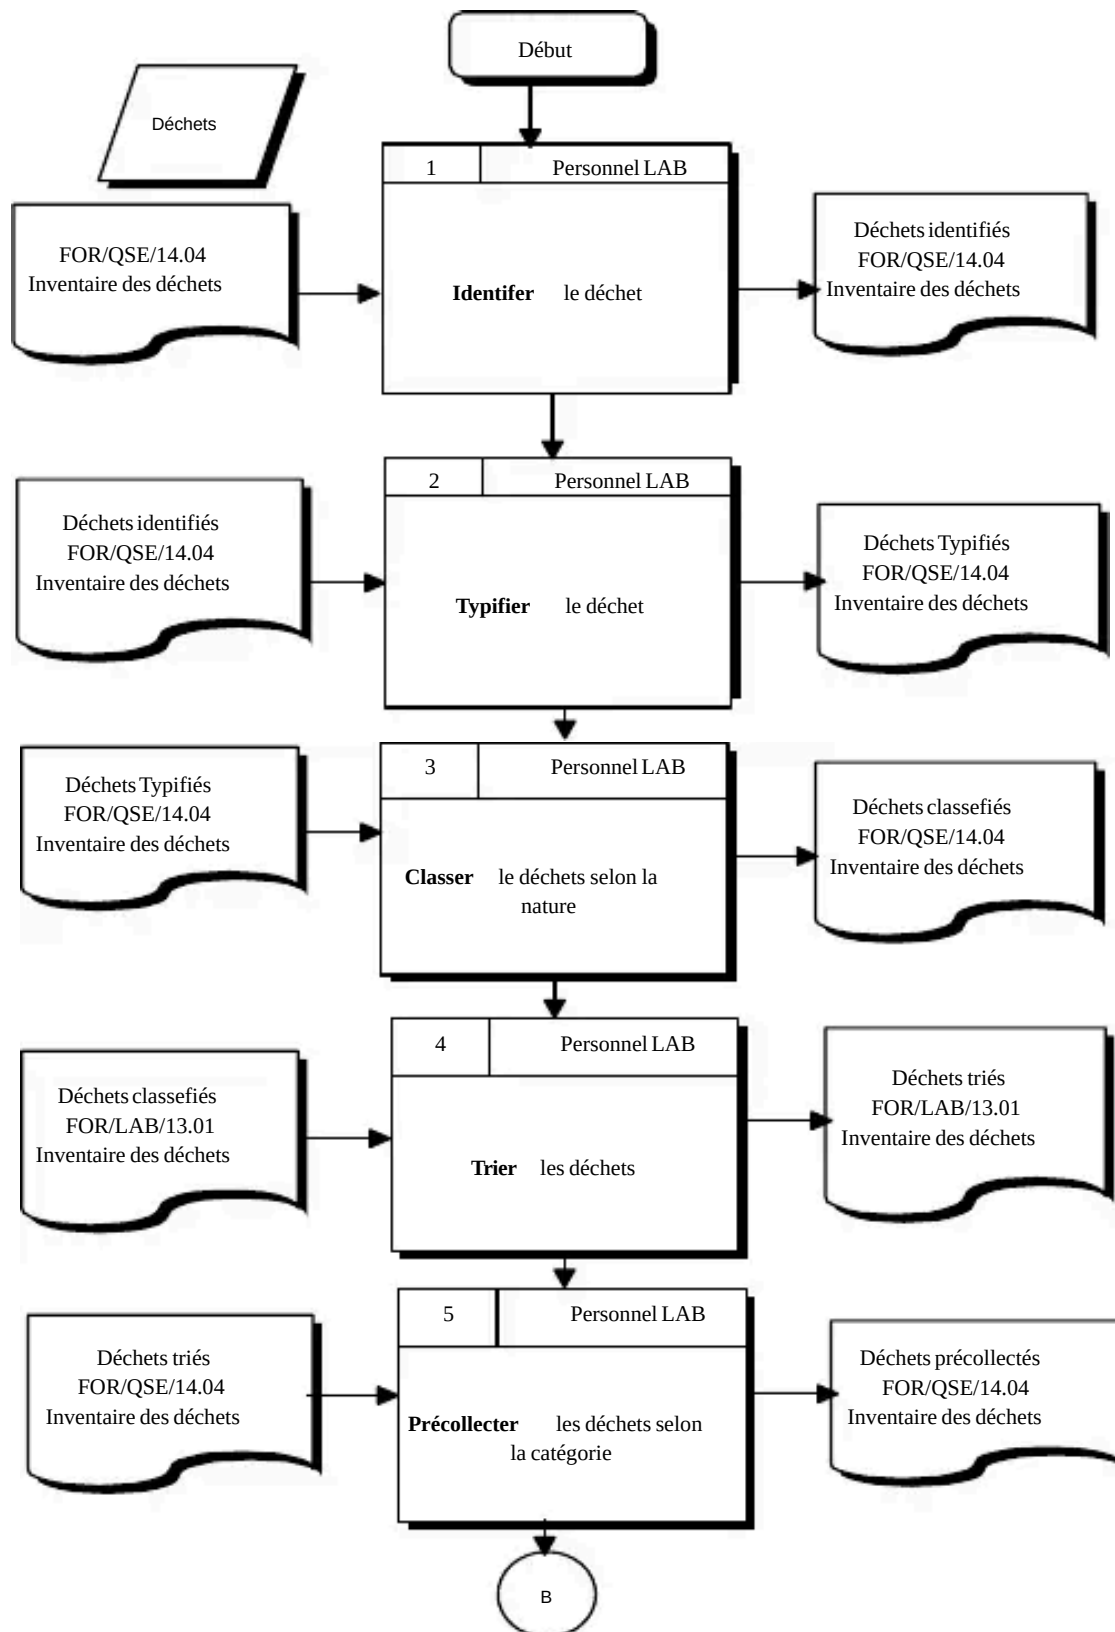 Début
Déchets
1 Personnel LAB
FOR/QSE/14.04
Inventaire des déchets
Identifer le déchet
Déchets identifiés
FOR/QSE/14.04
Inventaire des déchets
2 Personnel LAB
Déchets identifiés
FOR/QSE/14.04
Inventaire des déchets
Typifier le déchet
Déchets Typifiés
FOR/QSE/14.04
Inventaire des déchets
3 Personnel LAB
Déchets Typifiés
FOR/QSE/14.04
Inventaire des déchets
Classer le déchets selon la
nature
Déchets classefiés
FOR/QSE/14.04
Inventaire des déchets
4 Personnel LAB
Déchets classefiés
FOR/LAB/13.01
Inventaire des déchets
Trier les déchets
Déchets triés
FOR/LAB/13.01
Inventaire des déchets
5 Personnel LAB
Déchets triés
FOR/QSE/14.04
Inventaire des déchets
Précollecter les déchets selon
la catégorie
Déchets précollectés
FOR/QSE/14.04
Inventaire des déchets
B